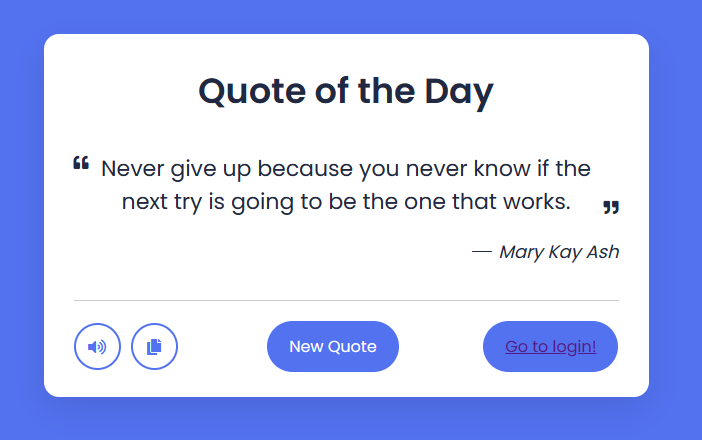 Quote of the Day
❝ Never give up because you never know if the
next try is going to be the one that works. ❞
— Mary Kay Ash
New Quote
Go to login!